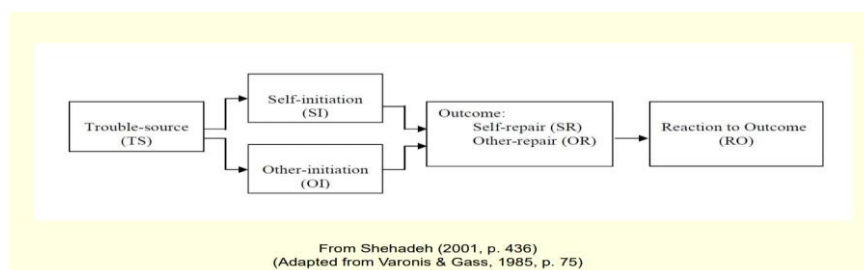 Trouble-source
(TS)
Self-initiation
(SI)
Other-initiation
(OI)
Outcome:
Self-repair (SR)
Other-repair (OR)
Reaction to Outcome
(RO)
From Shehadeh (2001, p. 436)
(Adapted from Varonis & Gass, 1985, p. 75)